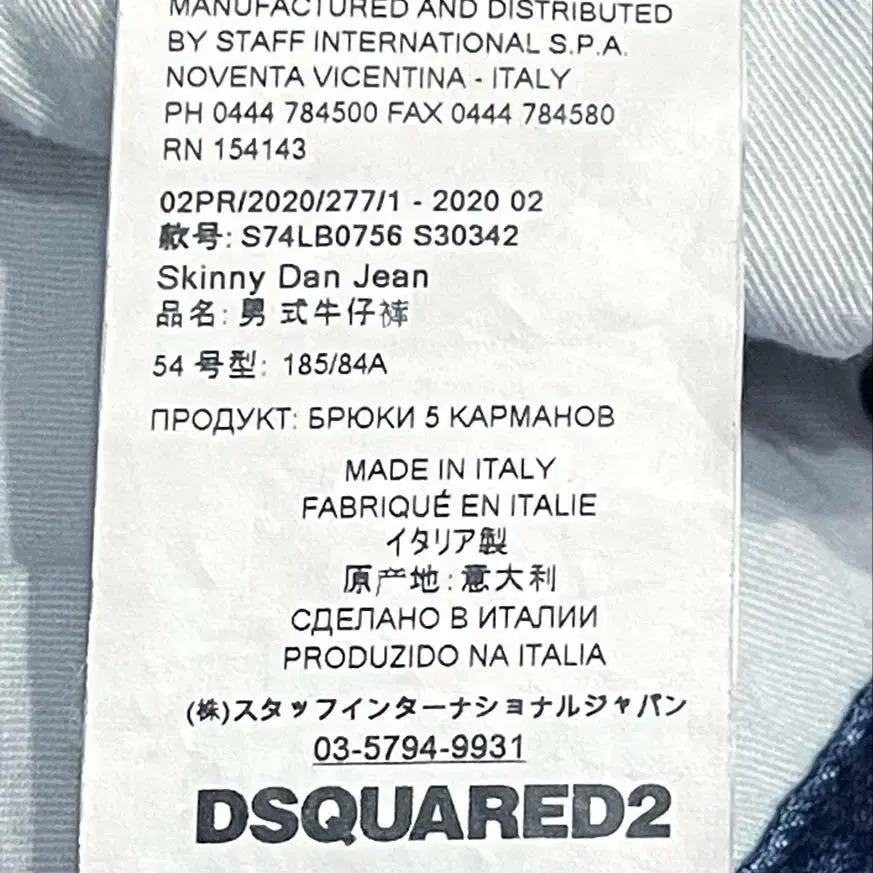 MANUFACTURED AND DISTRIBUTED
BY STAFF INTERNATIONAL S.P.A.
NOVENTA VICENTINA - ITALY
PH 0444 784500 FAX 0444 784580
RN 154143
02PR/2020/277/1 - 2020 02
款号: S74LB0756 S30342
Skinny Dan Jean
品名: 男式牛仔裤
54 号型: 185/84A
ПРОДУКТ: БРЮКИ 5 КАРМАНОВ
MADE IN ITALY
FABRIQUÉ EN ITALIE
イタリア製
原产地: 意大利
СДЕЛАНО В ИТАЛИИ
PRODUZIDO NA ITALIA
(株)スタッフインターナショナルジャパン
03-5794-9931
DSQUARED2